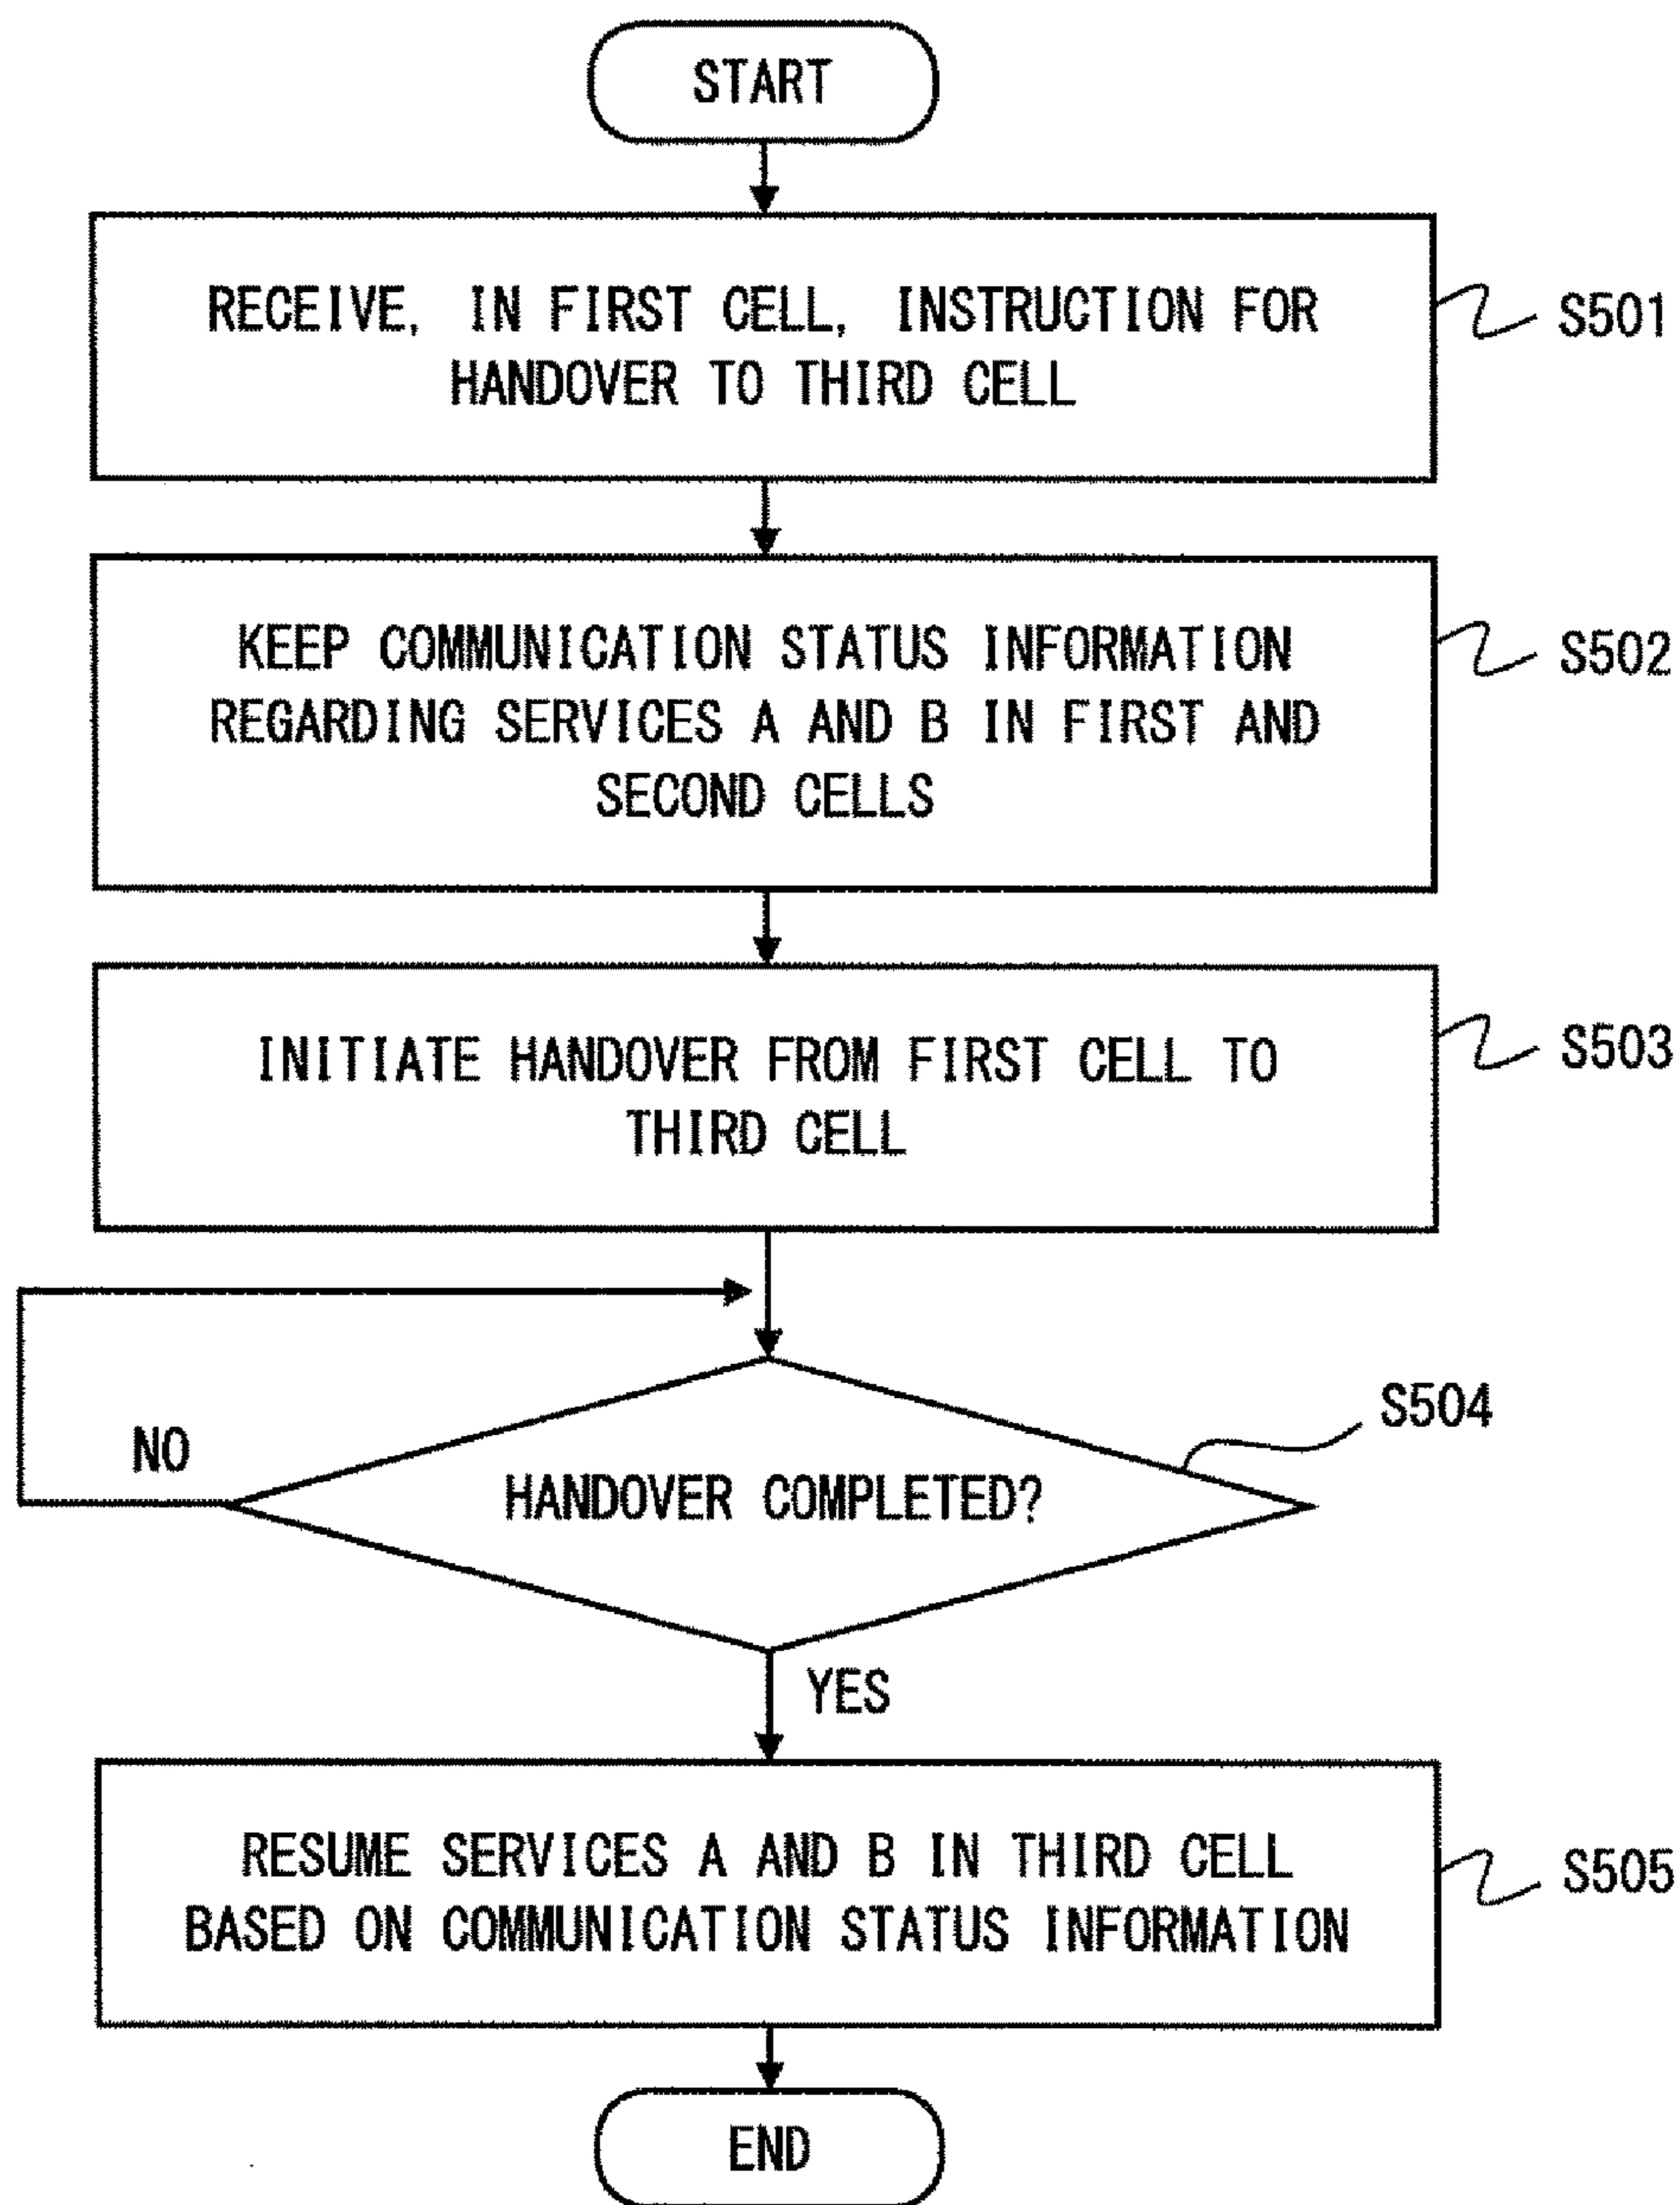 START
RECEIVE, IN FIRST CELL, INSTRUCTION FOR
HANDOVER TO THIRD CELL
S501
KEEP COMMUNICATION STATUS INFORMATION
REGARDING SERVICES A AND B IN FIRST AND
SECOND CELLS
S502
INITIATE HANDOVER FROM FIRST CELL TO
THIRD CELL
S503
HANDOVER COMPLETED?
S504
NO
YES
RESUME SERVICES A AND B IN THIRD CELL
BASED ON COMMUNICATION STATUS INFORMATION
S505
END